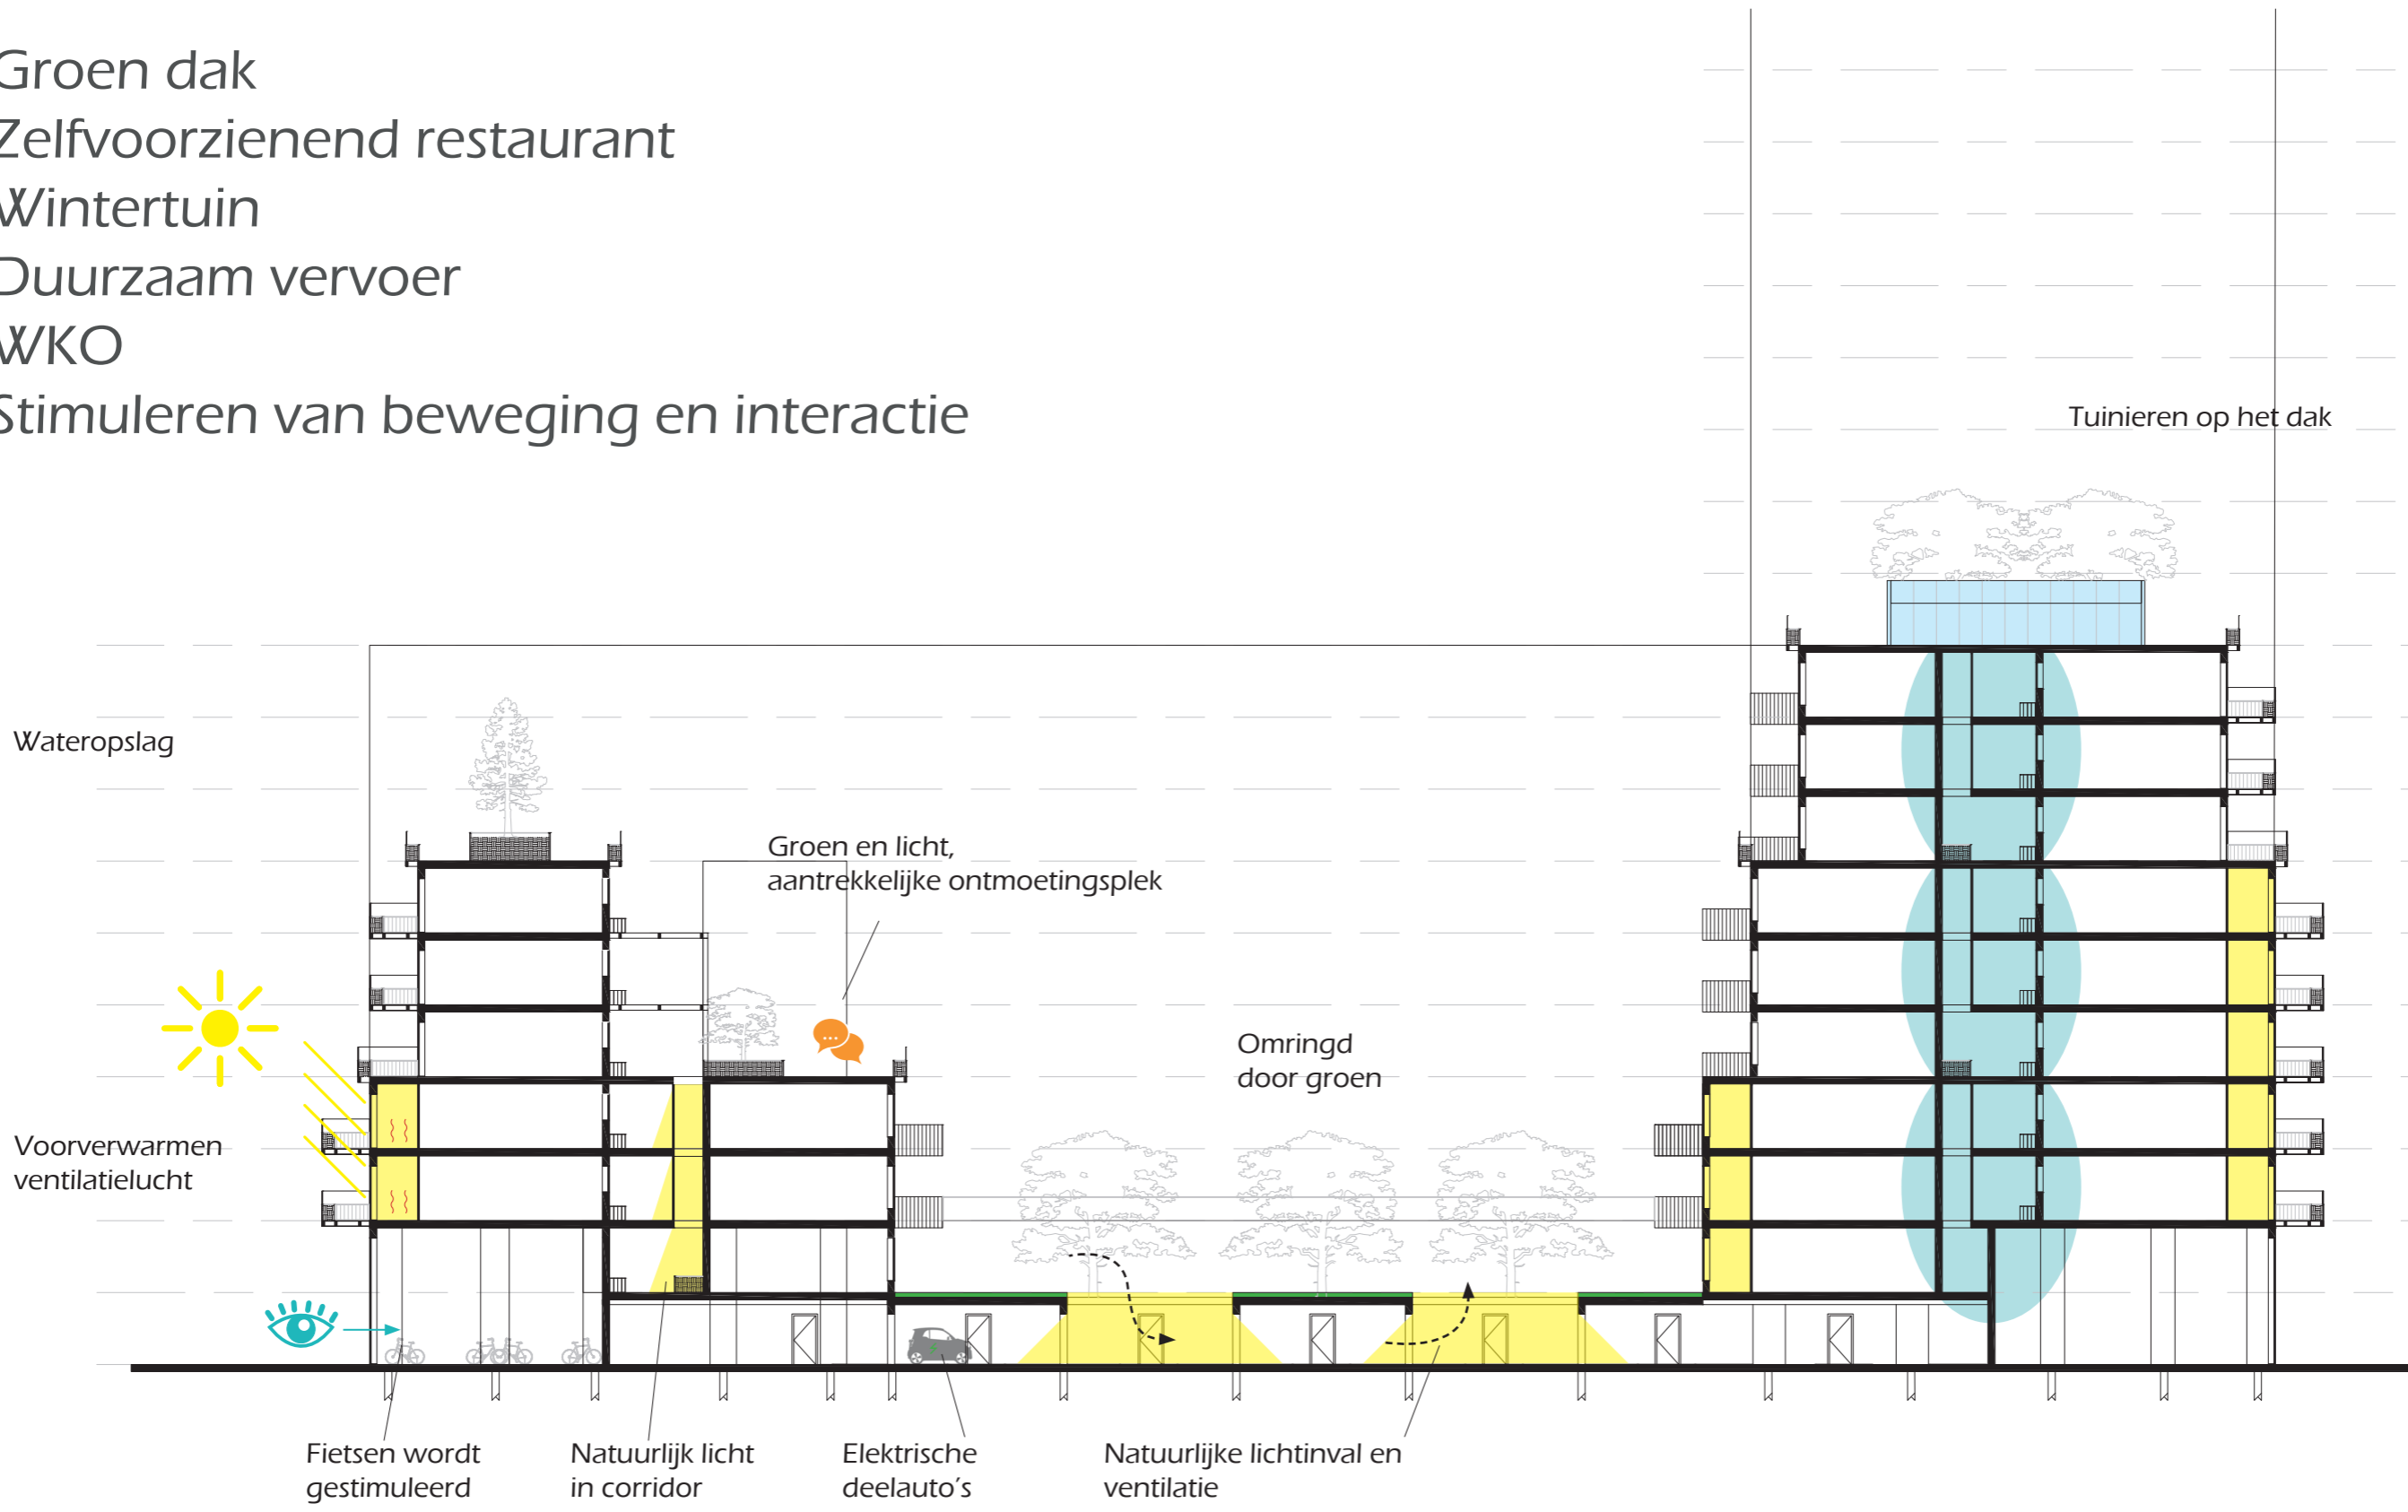 Groen dak
Zelfvoorzienend restaurant
Wintertuin
Duurzaam vervoer
WKO
Stimuleren van beweging en interactie
Tuinieren op het dak
Wateropslag
Groen en licht,
aantrekkelijke ontmoetingsplek
Omringd
door groen
Voorverwarmen
ventilatielucht
Fietsen wordt
gestimuleerd
Natuurlijk licht
in corridor
Elektrische
deelauto's
Natuurlijke lichtinval en
ventilatie